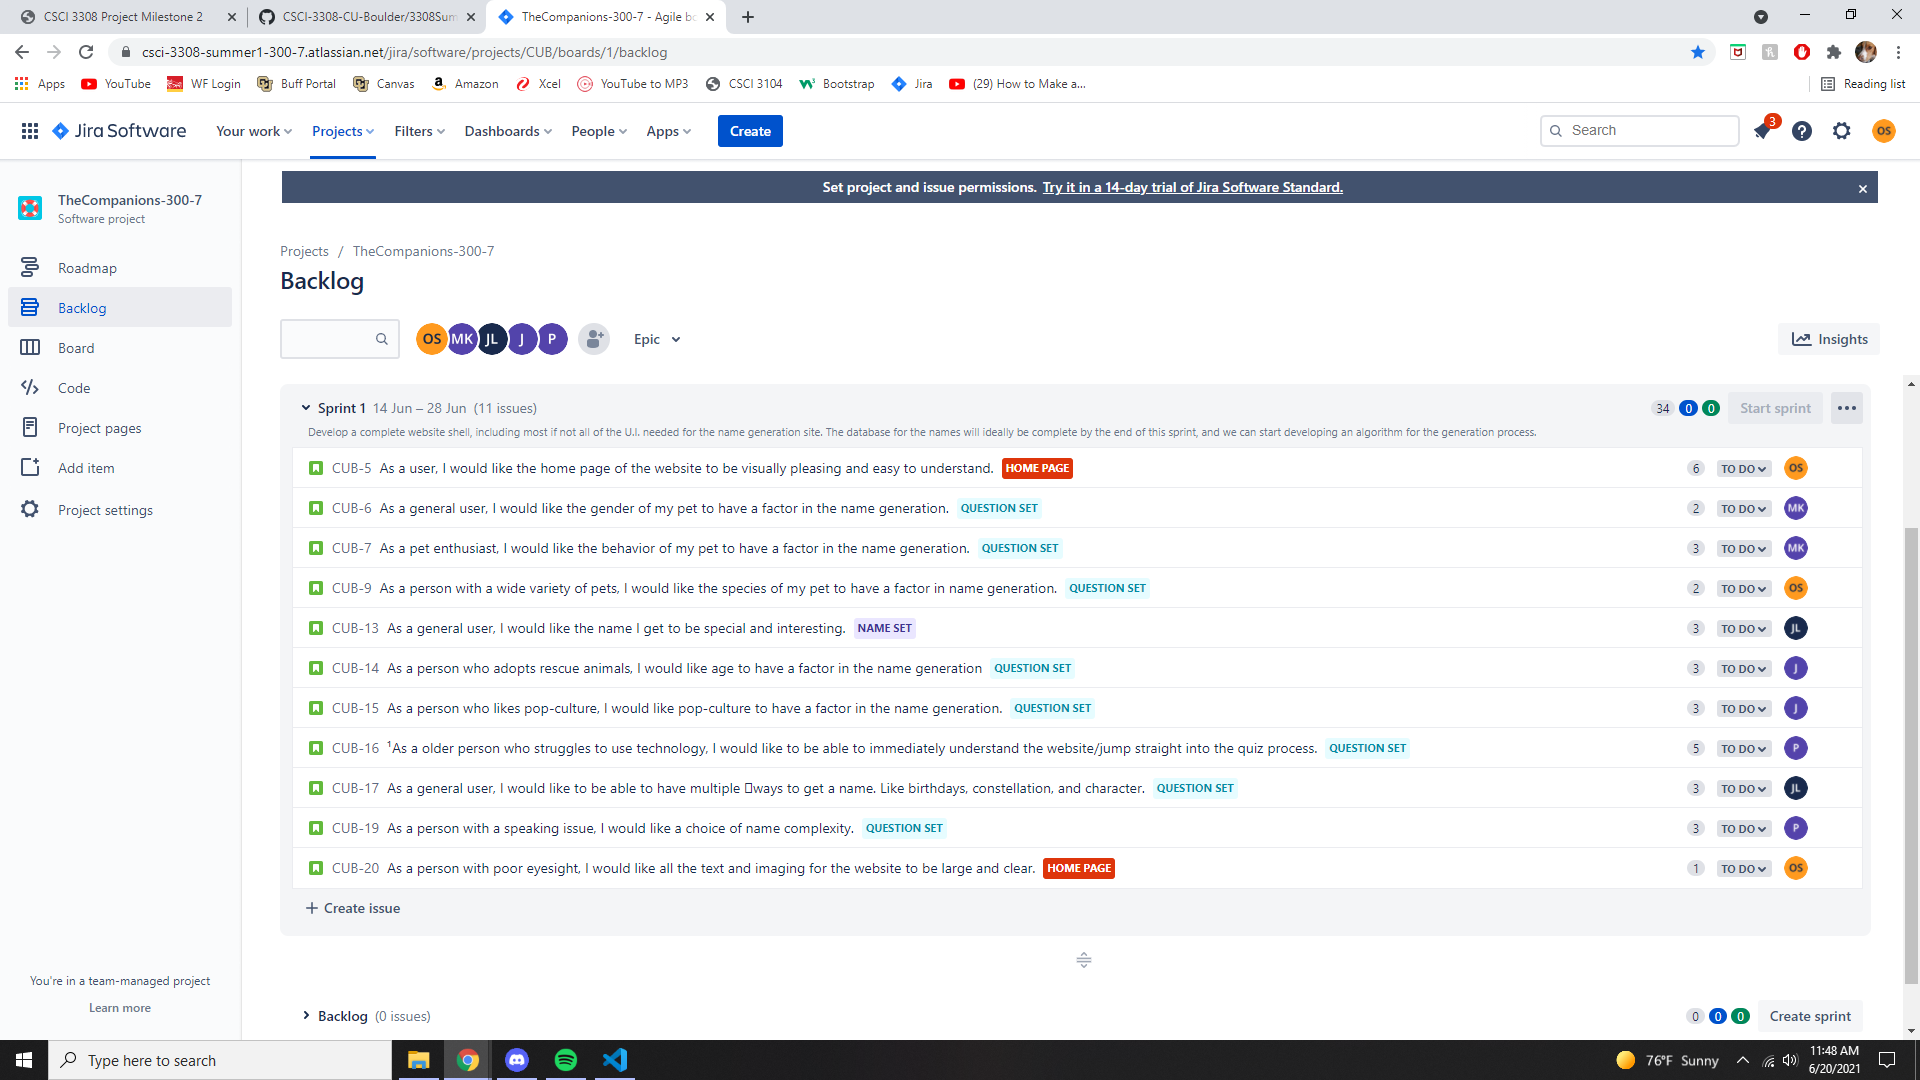 CSCI 3308 Project Milestone 2
CSCI-3308-CU-Boulder/3308Sum
TheCompanions-300-7 - Agile bo
csci-3308-summer1-300-7.atlassian.net/jira/software/projects/CUB/boards/1/backlog
Apps YouTube WF Login Buff Portal Canvas Amazon Xcel YouTube to MP3 CSCI 3104 Bootstrap Jira (29) How to Make a... Reading list
Jira Software Your work Projects Filters Dashboards People Apps Create Search 3 OS
Set project and issue permissions. Try it in a 14-day trial of Jira Software Standard.
TheCompanions-300-7
Software project
Roadmap
Backlog
Board
Code
Project pages
Add item
Project settings
You're in a team-managed project
Learn more
Projects / TheCompanions-300-7
Backlog
OS MK JL J P Epic Insights
Sprint 1 14 Jun – 28 Jun (11 issues) 34 0 0 Start sprint
Develop a complete website shell, including most if not all of the U.I. needed for the name generation site. The database for the names will ideally be complete by the end of this sprint, and we can start developing an algorithm for the generation process.
CUB-5 As a user, I would like the home page of the website to be visually pleasing and easy to understand. HOME PAGE 6 TO DO OS
CUB-6 As a general user, I would like the gender of my pet to have a factor in the name generation. QUESTION SET 2 TO DO MK
CUB-7 As a pet enthusiast, I would like the behavior of my pet to have a factor in the name generation. QUESTION SET 3 TO DO MK
CUB-9 As a person with a wide variety of pets, I would like the species of my pet to have a factor in name generation. QUESTION SET 2 TO DO OS
CUB-13 As a general user, I would like the name I get to be special and interesting. NAME SET 3 TO DO JL
CUB-14 As a person who adopts rescue animals, I would like age to have a factor in the name generation QUESTION SET 3 TO DO J
CUB-15 As a person who likes pop-culture, I would like pop-culture to have a factor in the name generation. QUESTION SET 3 TO DO J
CUB-16 ¹As a older person who struggles to use technology, I would like to be able to immediately understand the website/jump straight into the quiz process. QUESTION SET 5 TO DO P
CUB-17 As a general user, I would like to be able to have multiple ▯ways to get a name. Like birthdays, constellation, and character. QUESTION SET 3 TO DO JL
CUB-19 As a person with a speaking issue, I would like a choice of name complexity. QUESTION SET 3 TO DO P
CUB-20 As a person with poor eyesight, I would like all the text and imaging for the website to be large and clear. HOME PAGE 1 TO DO OS
+ Create issue
Backlog (0 issues) 0 0 0 Create sprint
Type here to search
76°F Sunny
11:48 AM
6/20/2021